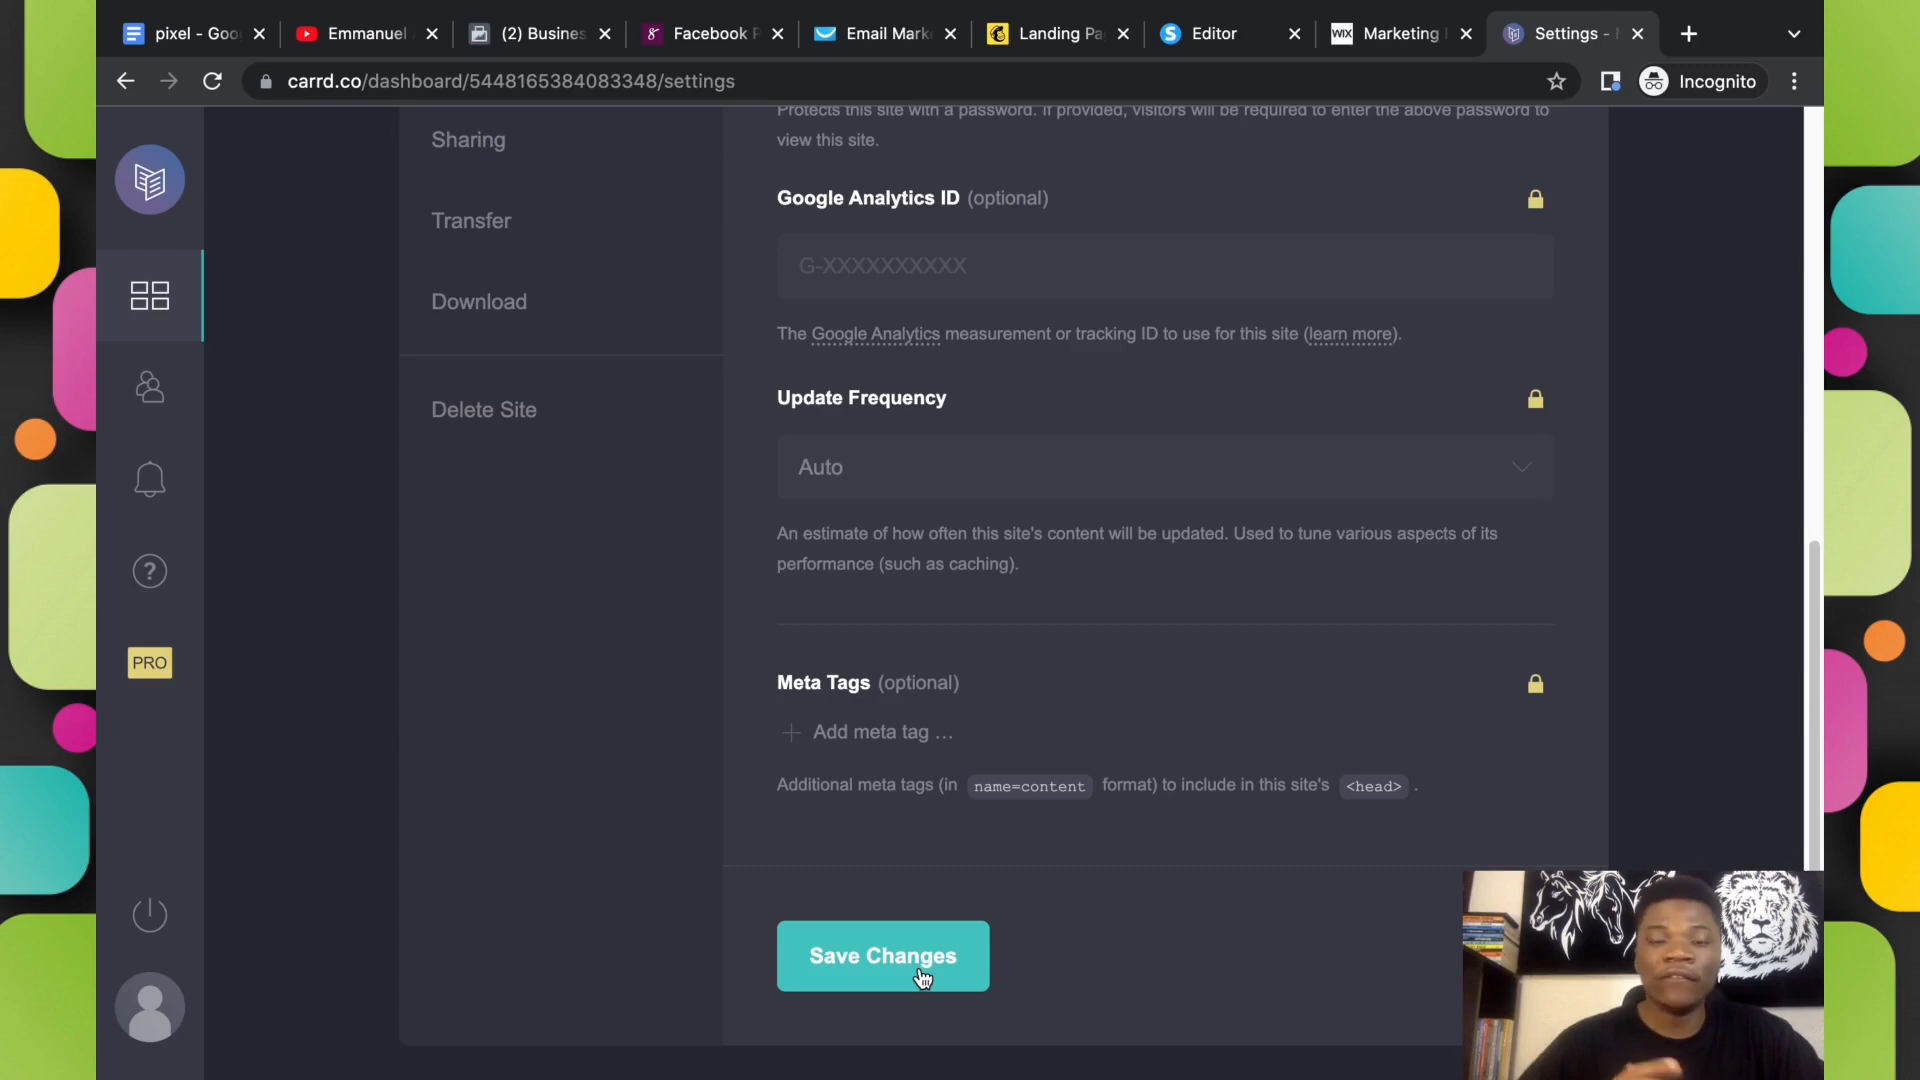 pixel - Goo
Emmanuel
(2) Busines
Facebook P
Email Mark
Landing Pa
Editor
WIX
Marketing
Settings -
carrd.co/dashboard/5448165384083348/settings
Incognito
Protects this site with a password. If provided, visitors will be required to enter the above password to
view this site.
Sharing
Transfer
Download
Delete Site
PRO
Google Analytics ID (optional)
G-XXXXXXXXXX
The Google Analytics measurement or tracking ID to use for this site (learn more).
Update Frequency
Auto
An estimate of how often this site's content will be updated. Used to tune various aspects of its
performance (such as caching).
Meta Tags (optional)
+ Add meta tag ...
Additional meta tags (in name=content format) to include in this site's <head> .
Save Changes